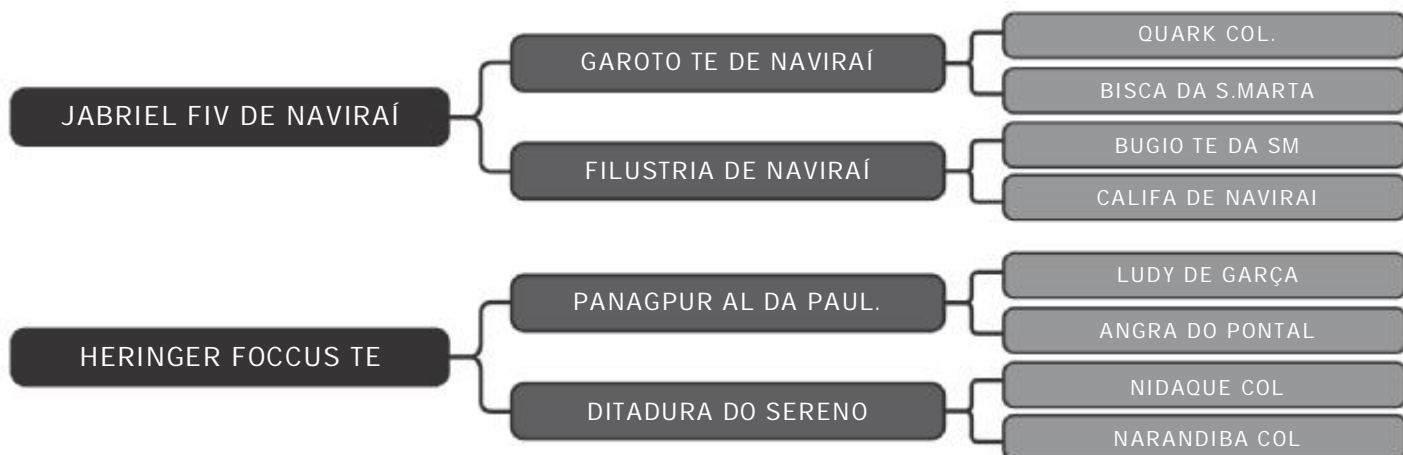 JABRIEL FIV DE NAVIRAÍ
GAROTO TE DE NAVIRAÍ
QUARK COL.
BISCA DA S.MARTA
FILUSTRIA DE NAVIRAÍ
BUGIO TE DA SM
CALIFA DE NAVIRAI
HERINGER FOCCUS TE
PANAGPUR AL DA PAUL.
LUDY DE GARÇA
ANGRA DO PONTAL
DITADURA DO SERENO
NIDAQUE COL
NARANDIBA COL